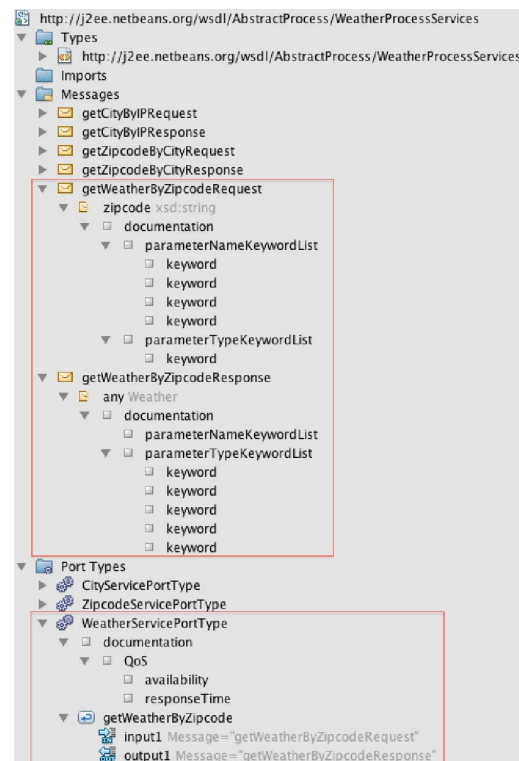 http://j2ee.netbeans.org/wsdl/AbstractProcess/WeatherProcessServices
Types
http://j2ee.netbeans.org/wsdl/AbstractProcess/WeatherProcessServices
Imports
Messages
getCityByIPRequest
getCityByIPResponse
getZipcodeByCityRequest
getZipcodeByCityResponse
getWeatherByZipcodeRequest
zipcode xsd:string
documentation
parameterNameKeywordList
keyword
keyword
keyword
keyword
parameterTypeKeywordList
keyword
getWeatherByZipcodeResponse
any Weather
documentation
parameterNameKeywordList
parameterTypeKeywordList
keyword
keyword
keyword
keyword
keyword
Port Types
CityServicePortType
ZipcodeServicePortType
WeatherServicePortType
documentation
QoS
availability
responseTime
getWeatherByZipcode
input1 Message="getWeatherByZipcodeRequest"
output1 Message="getWeatherByZipcodeResponse"